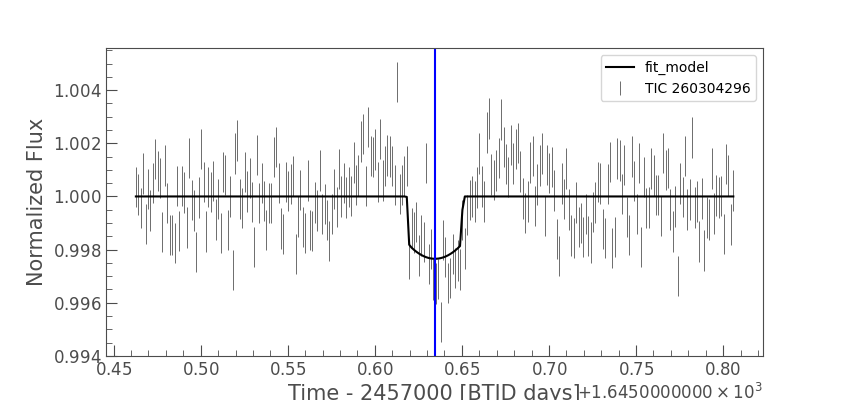 fit_model
TIC 260304296
Normalized Flux
1.004
1.002
1.000
0.998
0.996
0.994
0.45 0.50 0.55 0.60 0.65 0.70 0.75 0.80
Time - 2457000 [BTJD days]
+1.6450000000 × 10³